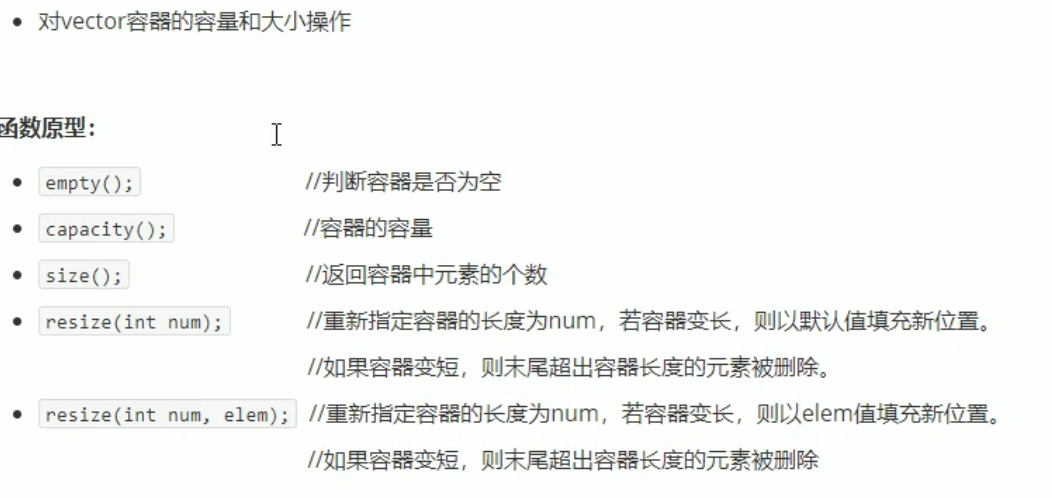 对vector容器的容量和大小操作
函数原型：
empty(); //判断容器是否为空
capacity(); //容器的容量
size(); //返回容器中元素的个数
resize(int num); //重新指定容器的长度为num，若容器变长，则以默认值填充新位置。
//如果容器变短，则末尾超出容器长度的元素被删除。
resize(int num, elem); //重新指定容器的长度为num，若容器变长，则以elem值填充新位置。
//如果容器变短，则末尾超出容器长度的元素被删除